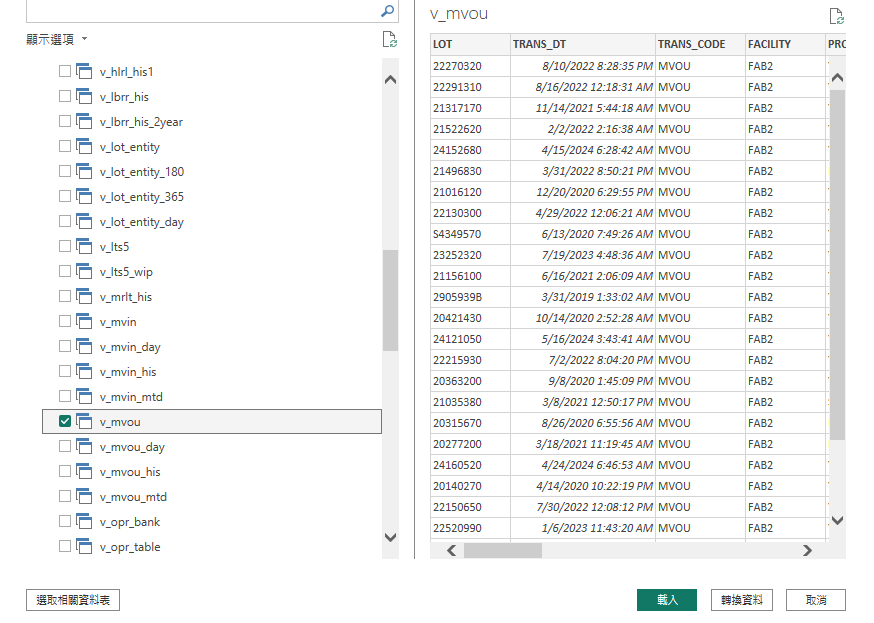 顯示選項
v_hlrl_his1
v_lbrr_his
v_lbrr_his_2year
v_lot_entity
v_lot_entity_180
v_lot_entity_365
v_lot_entity_day
v_lts5
v_lts5_wip
v_mrlt_his
v_mvin
v_mvin_day
v_mvin_his
v_mvin_mtd
v_mvou
v_mvou_day
v_mvou_his
v_mvou_mtd
v_opr_bank
v_opr_table
v_mvou
LOT TRANS_DT TRANS_CODE FACILITY PRO
22270320 8/10/2022 8:28:35 PM MVOU FAB2
22291310 8/16/2022 12:18:31 AM MVOU FAB2
21317170 11/14/2021 5:44:18 AM MVOU FAB2
21522620 2/2/2022 2:16:38 AM MVOU FAB2
24152680 4/15/2024 6:28:42 AM MVOU FAB2
21496830 3/31/2022 8:50:21 PM MVOU FAB2
21016120 12/20/2020 6:29:55 PM MVOU FAB2
22130300 4/29/2022 12:06:21 AM MVOU FAB2
S4349570 6/13/2020 7:49:26 AM MVOU FAB2
23252320 7/19/2023 4:48:36 AM MVOU FAB2
21156100 6/16/2021 2:06:09 AM MVOU FAB2
2905939B 3/31/2019 1:33:02 AM MVOU FAB2
20421430 10/14/2020 2:52:28 AM MVOU FAB2
24121050 5/16/2024 3:43:41 AM MVOU FAB2
22215930 7/2/2022 8:04:20 PM MVOU FAB2
20363200 9/8/2020 1:45:09 PM MVOU FAB2
21035380 3/8/2021 12:50:17 PM MVOU FAB2
20315670 8/26/2020 6:55:56 AM MVOU FAB2
20277200 3/18/2021 11:19:45 AM MVOU FAB2
24160520 4/24/2024 6:46:53 AM MVOU FAB2
20140270 4/14/2020 10:22:19 PM MVOU FAB2
22150650 7/30/2022 12:08:12 PM MVOU FAB2
22520990 1/6/2023 11:43:20 AM MVOU FAB2
選取相關資料表
載入
轉換資料
取消